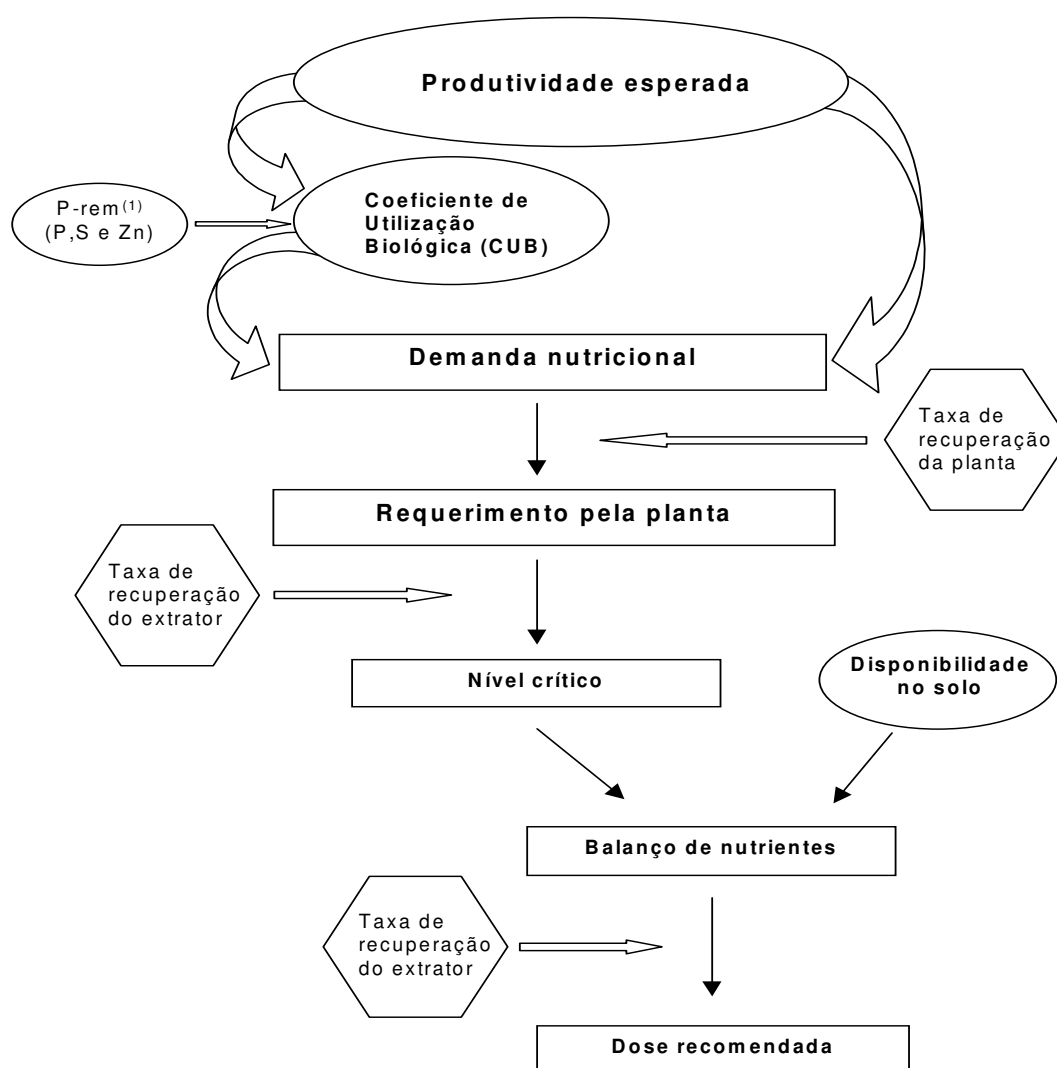 Produtividade esperada
P-rem(1)
(P,S e Zn)
Coeficiente de
Utilização
Biológica (CUB)
Demanda nutricional
Taxa de
recuperação
da planta
Requerimento pela planta
Taxa de
recuperação
do extrator
Nível crítico
Disponibilidade
no solo
Balanço de nutrientes
Taxa de
recuperação
do extrator
Dose recomendada